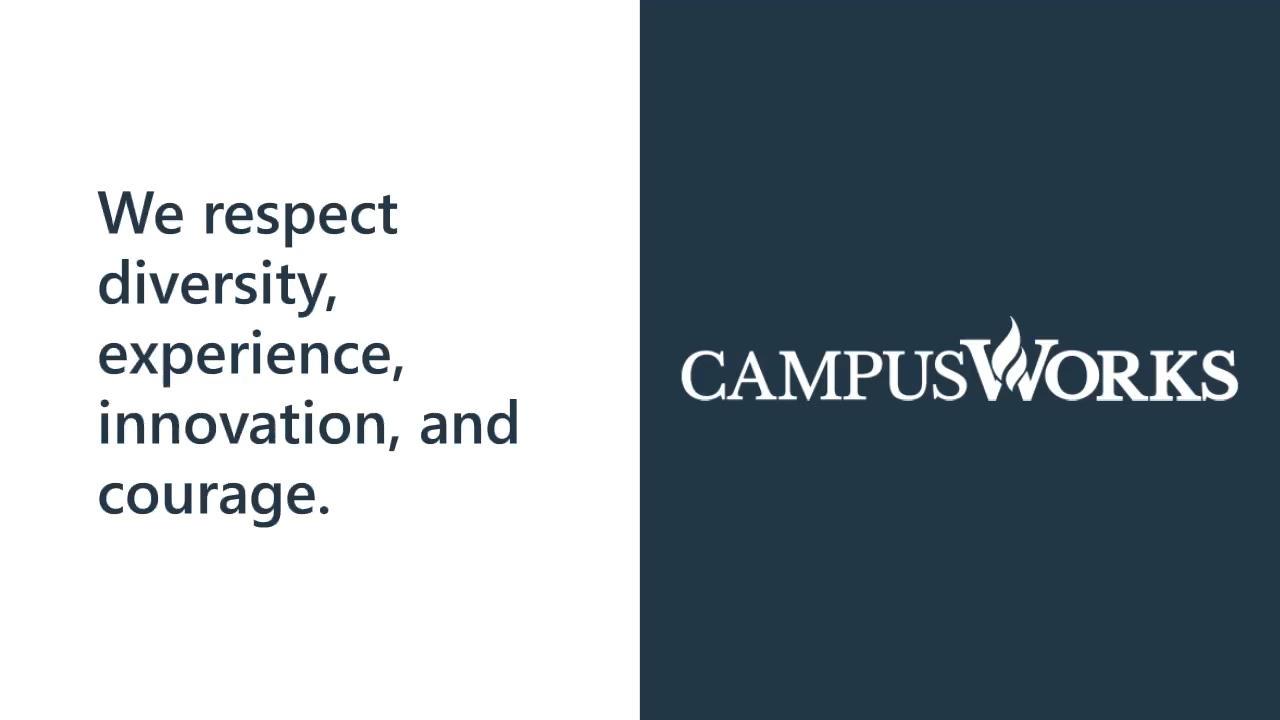 We respect
diversity,
experience,
innovation, and
courage.
CAMPUSWORKS